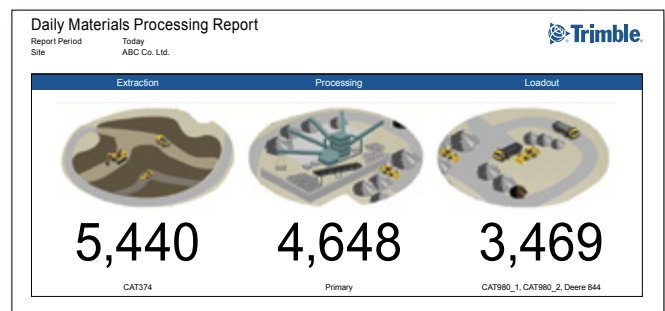 Daily Materials Processing Report
Trimble.
Report Period Today
Site ABC Co. Ltd.
Extraction Processing Loadout
5,440 4,648 3,469
CAT374 Primary CAT980_1, CAT980_2, Deere 844